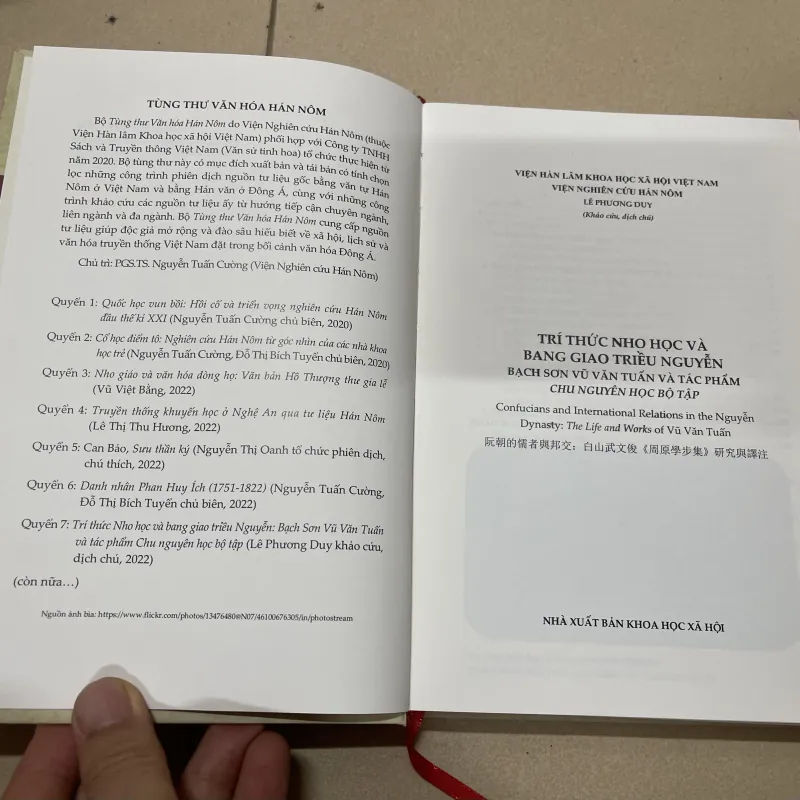 TÙNG THƯ VĂN HÓA HÁN NÔM
Bộ Tùng thư Văn hóa Hán Nôm do Viện Nghiên cứu Hán Nôm (thuộc
Viện Hàn lâm Khoa học xã hội Việt Nam) phối hợp với Công ty TNHH
Sách và Truyền thông Việt Nam (Văn sử tinh hoa) tổ chức thực hiện từ
năm 2020. Bộ tùng thư này có mục đích xuất bản và tái bản có tính chọn
lọc những công trình phiên dịch nguồn tư liệu gốc bằng văn tự Hán
Nôm ở Việt Nam và bằng Hán văn ở Đông Á, cùng với những công
trình khảo cứu các nguồn tư liệu ấy từ hướng tiếp cận chuyên ngành,
liên ngành và đa ngành. Bộ Tùng thư Văn hóa Hán Nôm cung cấp nguồn
tư liệu giúp độc giả mở rộng và đào sâu hiểu biết về xã hội, lịch sử và
văn hóa truyền thống Việt Nam đặt trong bối cảnh văn hóa Đông Á.
Chủ trì: PGS.TS. Nguyễn Tuấn Cường (Viện Nghiên cứu Hán Nôm)
Quyển 1: Quốc học vun bồi: Hồi cố và triển vọng nghiên cứu Hán Nôm
đầu thế kỉ XXI (Nguyễn Tuấn Cường chủ biên, 2020)
Quyển 2: Cổ học điểm tô: Nghiên cứu Hán Nôm từ góc nhìn của các nhà khoa
học trẻ (Nguyễn Tuấn Cường, Đỗ Thị Bích Tuyển chủ biên, 2020)
Quyển 3: Nho giáo và văn hóa dòng họ: Văn bản Hồ Thượng thư gia lễ
(Vũ Việt Bằng, 2022)
Quyển 4: Truyền thống khuyến học ở Nghệ An qua tư liệu Hán Nôm
(Lê Thị Thu Hương, 2022)
Quyển 5: Can Bảo, Sưu thần ký (Nguyễn Thị Oanh tổ chức phiên dịch,
chú thích, 2022)
Quyển 6: Danh nhân Phan Huy Ích (1751-1822) (Nguyễn Tuấn Cường,
Đỗ Thị Bích Tuyển chủ biên, 2022)
Quyển 7: Trí thức Nho học và bang giao triều Nguyễn: Bạch Sơn Vũ Văn Tuấn
và tác phẩm Chu nguyên học bộ tập (Lê Phương Duy khảo cứu,
dịch chú, 2022)
(còn nữa...)
Nguồn ảnh bìa: https://www.flickr.com/photos/13476480@N07/46100676305/in/photostream
VIỆN HÀN LÂM KHOA HỌC XÃ HỘI VIỆT NAM
VIỆN NGHIÊN CỨU HÁN NÔM
LÊ PHƯƠNG DUY
(Khảo cứu, dịch chú)
TRÍ THỨC NHO HỌC VÀ
BANG GIAO TRIỀU NGUYỄN
BẠCH SƠN VŨ VĂN TUẤN VÀ TÁC PHẨM
CHU NGUYÊN HỌC BỘ TẬP
Confucians and International Relations in the Nguyễn
Dynasty: The Life and Works of Vũ Văn Tuấn
阮朝的儒者與邦交：白山武文俊《周原學步集》研究與譯注
NHÀ XUẤT BẢN KHOA HỌC XÃ HỘI